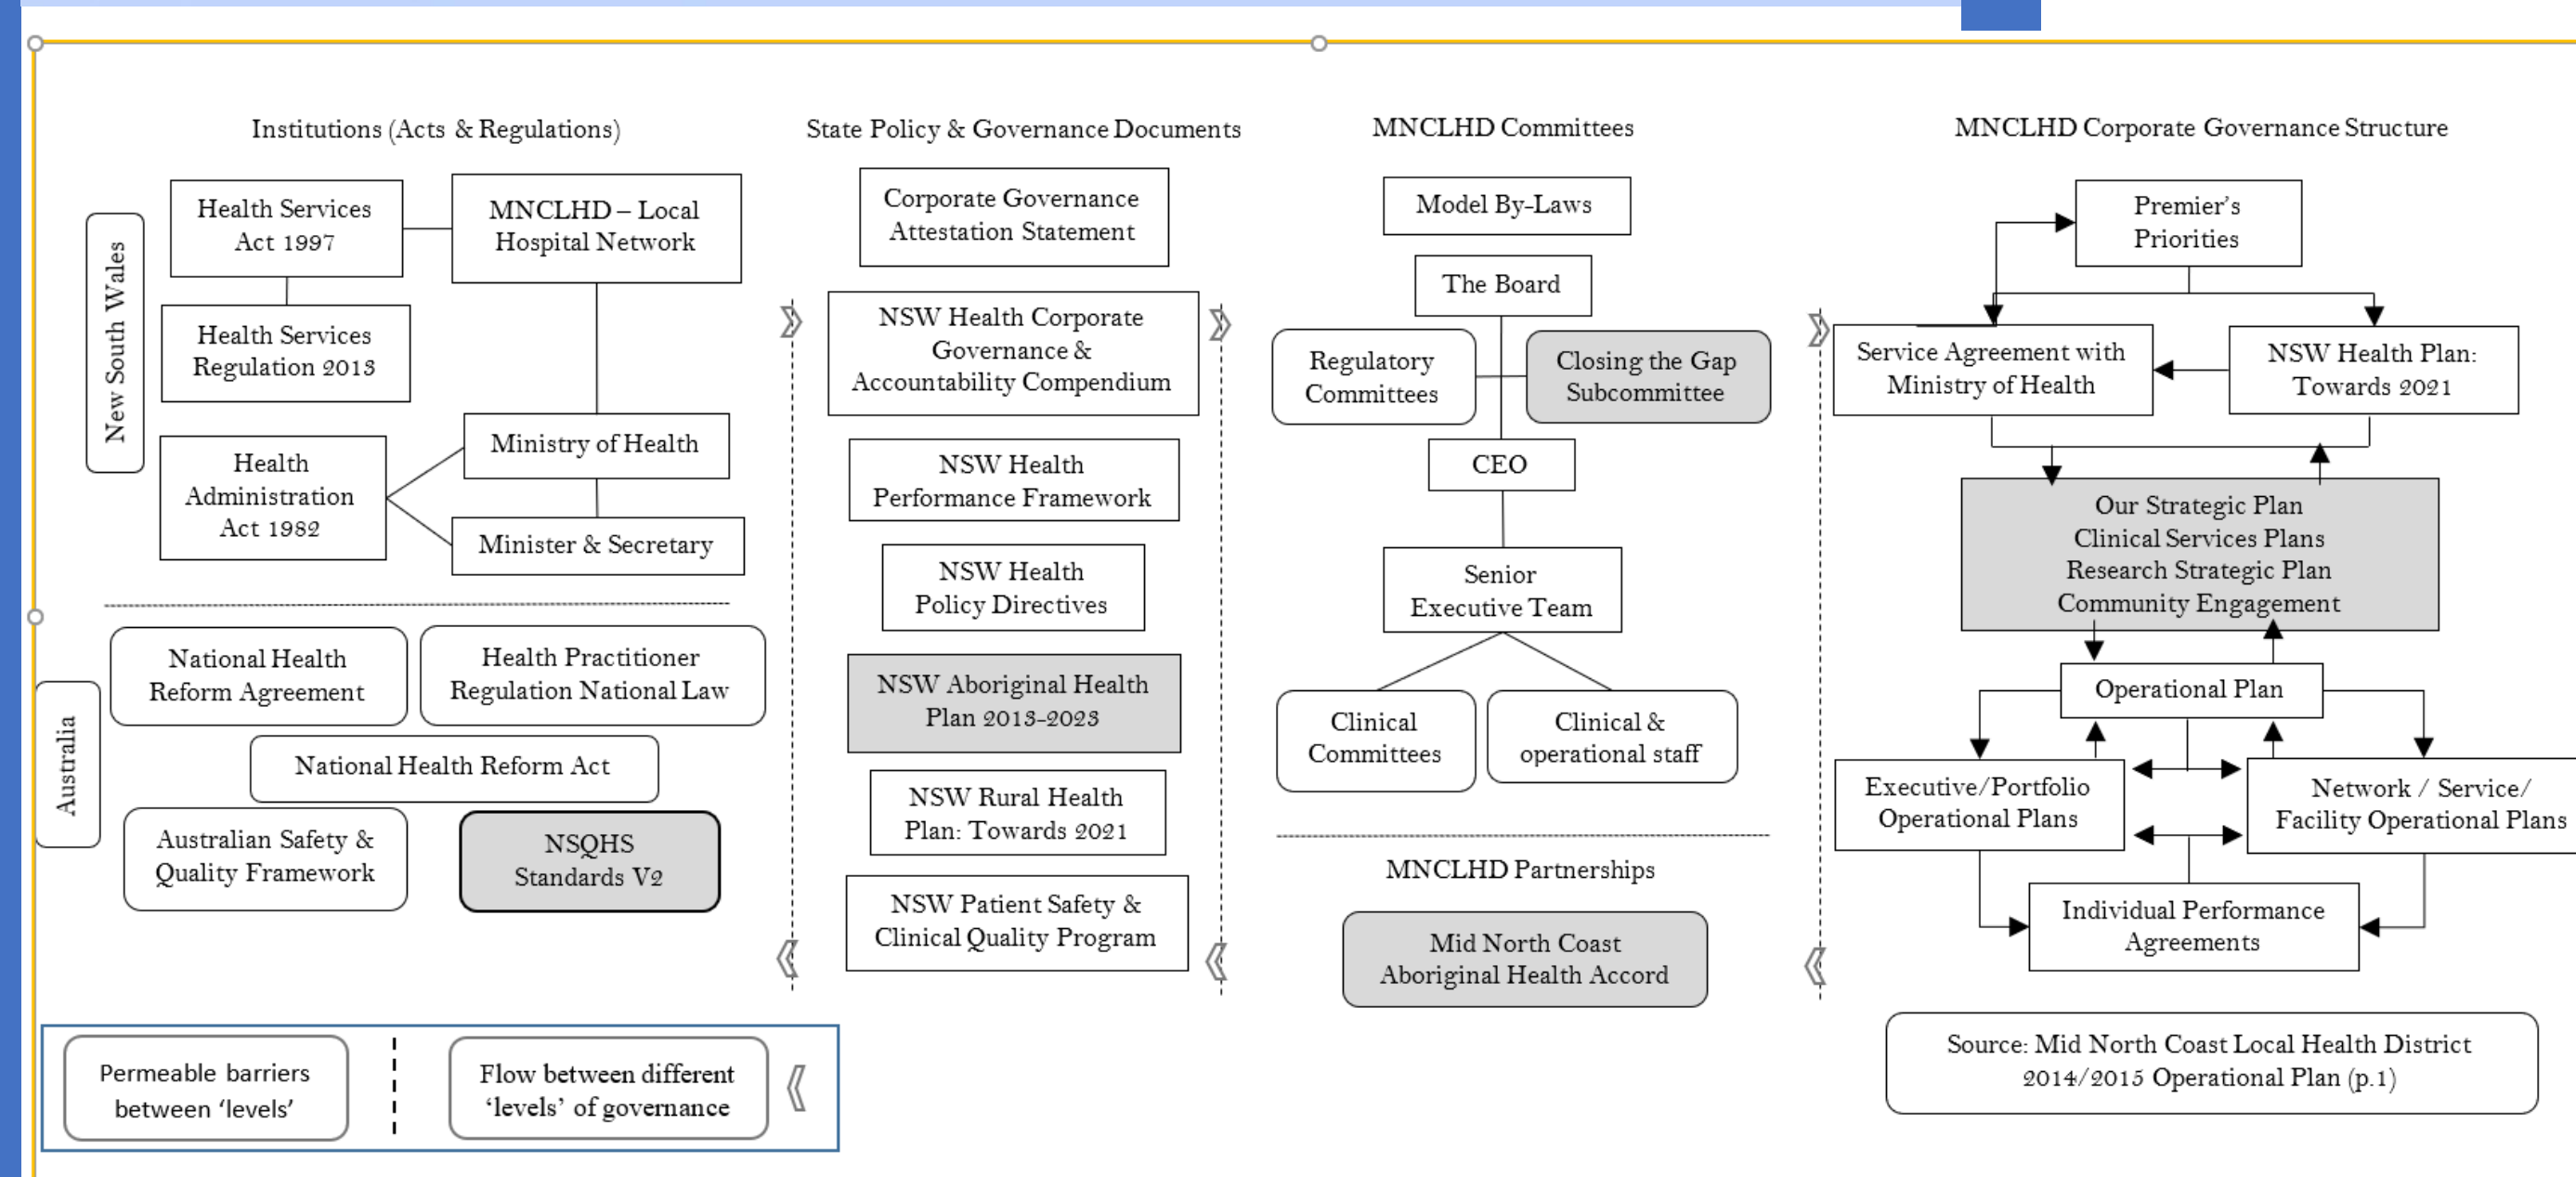 Institutions (Acts & Regulations)
New South Wales
Health Services
Act 1997
MNCLHD – Local
Hospital Network
Health Services
Regulation 2013
Health
Administration
Act 1982
Ministry of Health
Minister & Secretary
Australia
National Health
Reform Agreement
Health Practitioner
Regulation National Law
National Health Reform Act
Australian Safety &
Quality Framework
NSQHS
Standards V2
State Policy & Governance Documents
Corporate Governance
Attestation Statement
NSW Health Corporate
Governance &
Accountability Compendium
NSW Health
Performance Framework
NSW Health
Policy Directives
NSW Aboriginal Health
Plan 2013-2023
NSW Rural Health
Plan: Towards 2021
NSW Patient Safety &
Clinical Quality Program
MNCLHD Committees
Model By-Laws
The Board
Regulatory
Committees
Closing the Gap
Subcommittee
CEO
Senior
Executive Team
Clinical
Committees
Clinical &
operational staff
MNCLHD Partnerships
Mid North Coast
Aboriginal Health Accord
MNCLHD Corporate Governance Structure
Premier's
Priorities
Service Agreement with
Ministry of Health
NSW Health Plan:
Towards 2021
Our Strategic Plan
Clinical Services Plans
Research Strategic Plan
Community Engagement
Operational Plan
Executive/Portfolio
Operational Plans
Network / Service/
Facility Operational Plans
Individual Performance
Agreements
Source: Mid North Coast Local Health District
2014/2015 Operational Plan (p.1)
Permeable barriers
between ‘levels’
Flow between different
‘levels’ of governance